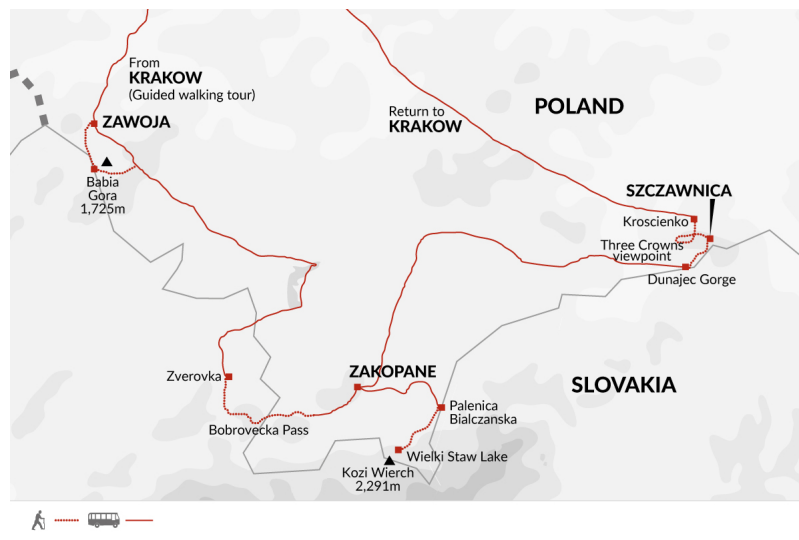 From
KRAKOW
(Guided walking tour)
ZAWOJA
Babia
Gora
1,725m
Return to
KRAKOW
POLAND
SZCZAWNICA
Kroscienko
Three Crowns
viewpoint
Dunajec Gorge
Zverovka
Bobrovecka Pass
ZAKOPANE
Palenica
Bialczanska
Wielki Staw Lake
Kozi Wierch
2,291m
SLOVAKIA